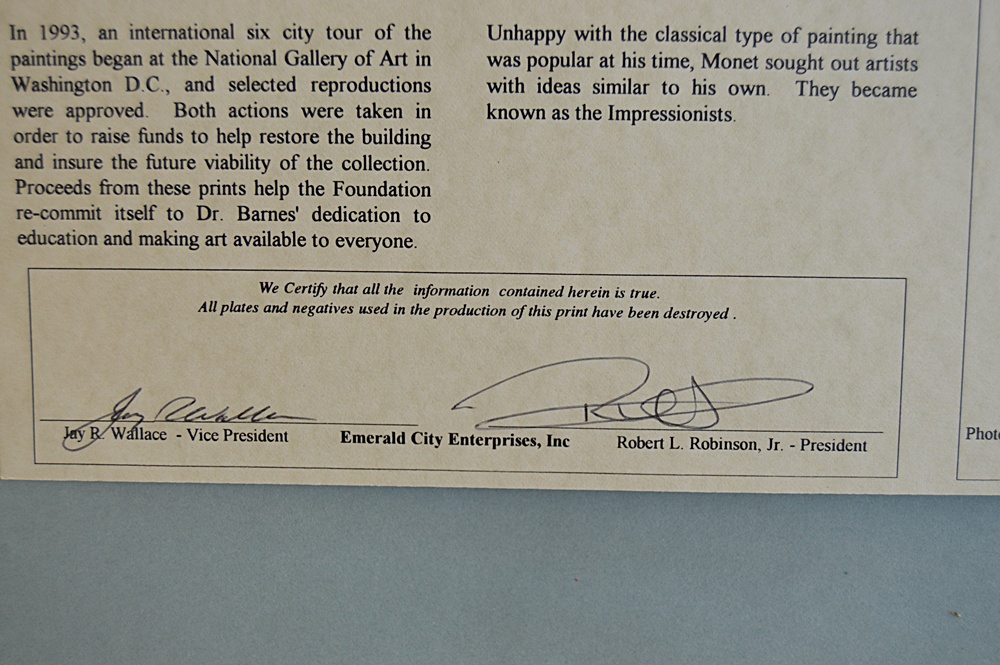 In 1993, an international six city tour of the
paintings began at the National Gallery of Art in
Washington D.C., and selected reproductions
were approved. Both actions were taken in
order to raise funds to help restore the building
and insure the future viability of the collection.
Proceeds from these prints help the Foundation
re-commit itself to Dr. Barnes' dedication to
education and making art available to everyone.
Unhappy with the classical type of painting that
was popular at his time, Monet sought out artists
with ideas similar to his own. They became
known as the Impressionists.
We Certify that all the information contained herein is true.
All plates and negatives used in the production of this print have been destroyed .
Jay R Wallace
Jay R. Wallace - Vice President
Emerald City Enterprises, Inc
Robert L. Robinson, Jr. - President